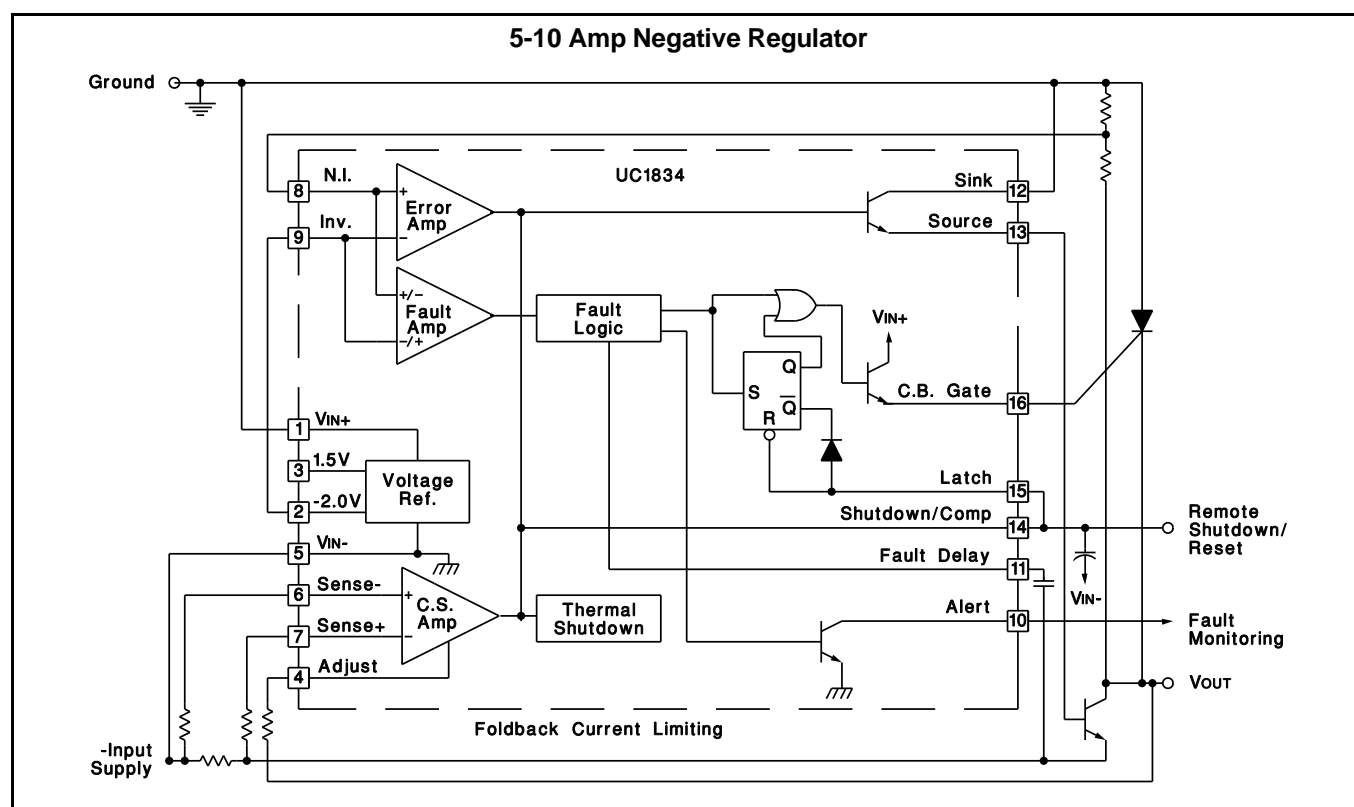 5-10 Amp Negative Regulator
Ground
UC1834
8
N.I.
+
Error
Amp
Sink
12
9
Inv.
−
Source
13
+/−
Fault
Amp
−/+
Fault
Logic
VIN+
S
Q
Q̅
R
C.B. Gate
16
1
VIN+
3
1.5V
Voltage
Ref.
2
-2.0V
Latch
15
Shutdown/Comp
14
Remote
Shutdown/
Reset
5
VIN-
Fault Delay
11
VIN-
6
Sense-
+
C.S.
Amp
Thermal
Shutdown
7
Sense+
−
Alert
10
Fault
Monitoring
4
Adjust
VOUT
Foldback Current Limiting
-Input
Supply